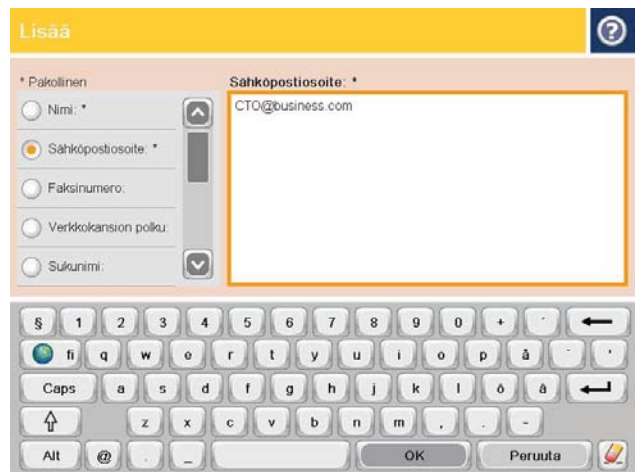 Lisää
* Pakollinen
Nimi: *
Sähköpostiosoite: *
Faksinumero:
Verkkokansion polku:
Sukunimi:
Sähköpostiosoite: *
CTO@business.com
§ 1 2 3 4 5 6 7 8 9 0 + ´
fi q w e r t y u i o p å ¨ '
Caps a s d f g h j k l ö ä
z x c v b n m , . -
Alt @ . _ OK Peruuta